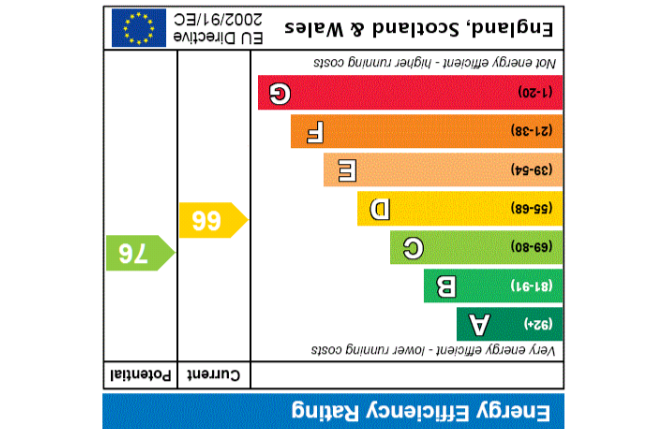 Energy Efficiency Rating
Current Potential
Very energy efficient - lower running costs
(92+) A
(81-91) B
(69-80) C
(55-68) D
(39-54) E
(21-38) F
(1-20) G
66
76
Not energy efficient - higher running costs
England, Scotland & Wales
EU Directive
2002/91/EC